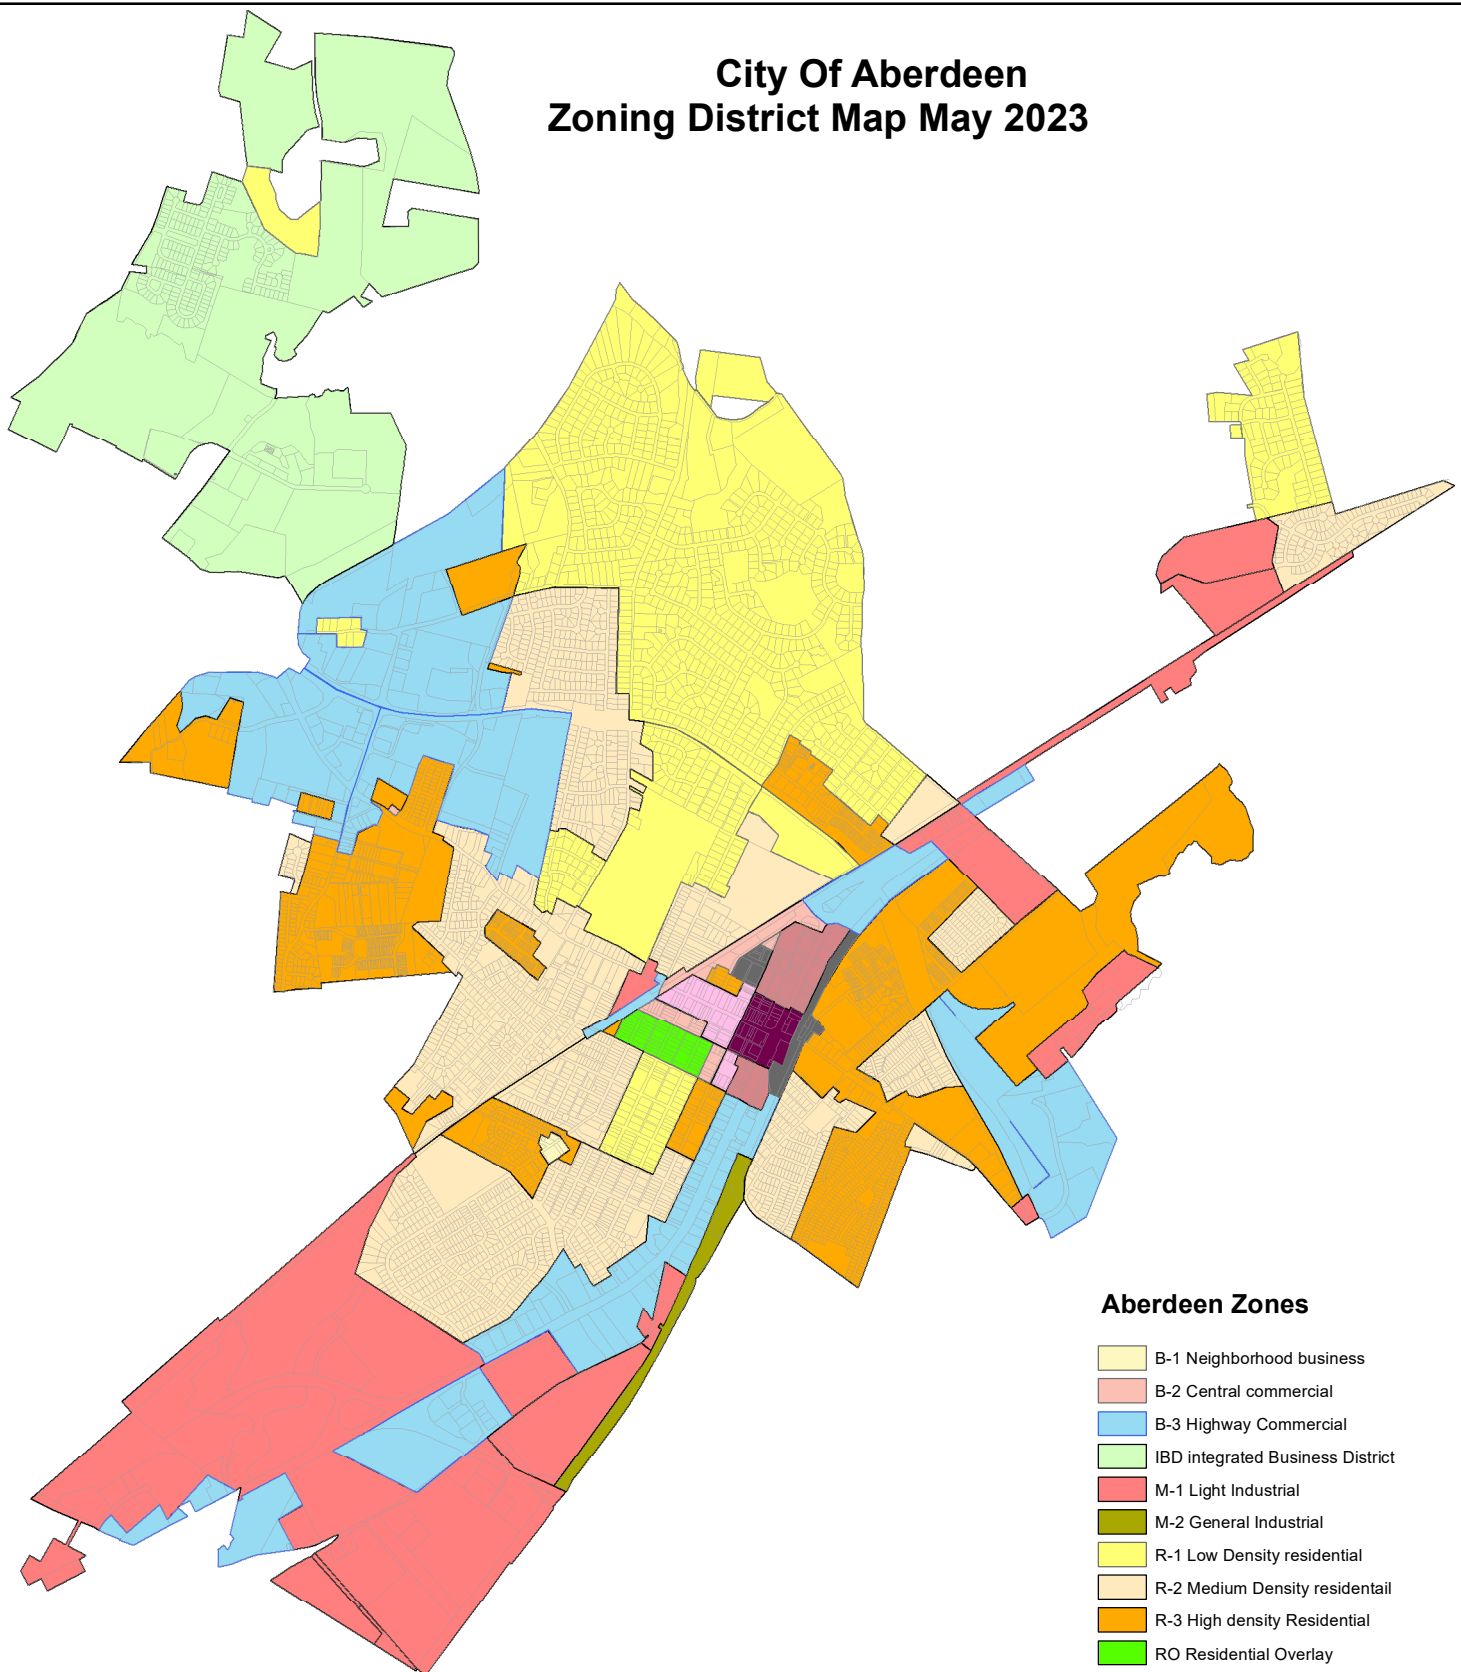 City Of Aberdeen
Zoning District Map May 2023
Aberdeen Zones
B-1 Neighborhood business
B-2 Central commercial
B-3 Highway Commercial
IBD integrated Business District
M-1 Light Industrial
M-2 General Industrial
R-1 Low Density residential
R-2 Medium Density residentail
R-3 High density Residential
RO Residential Overlay